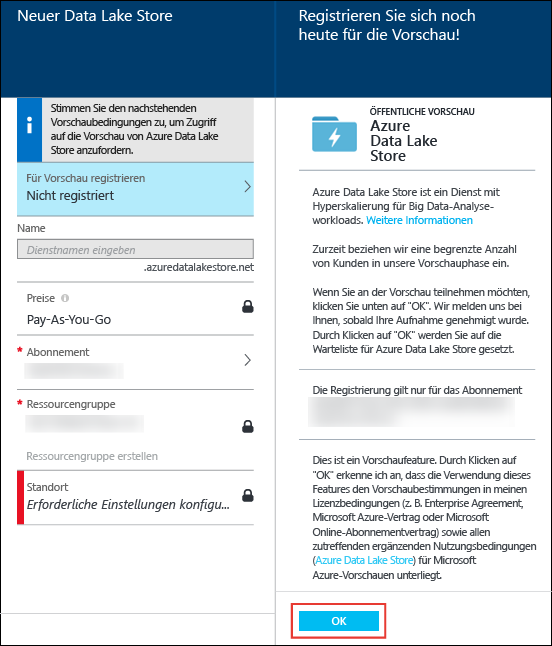 Neuer Data Lake Store
Stimmen Sie den nachstehenden
Vorschaubedingungen zu, um Zugriff
auf die Vorschau von Azure Data Lake
Store anzufordern.
Für Vorschau registrieren
Nicht registriert
Name
Dienstnamen eingeben
.azuredatalakestore.net
Preise
Pay-As-You-Go
* Abonnement
* Ressourcengruppe
Ressourcengruppe erstellen
Standort
Erforderliche Einstellungen konfigu...
Registrieren Sie sich noch
heute für die Vorschau!
ÖFFENTLICHE VORSCHAU
Azure
Data Lake
Store
Azure Data Lake Store ist ein Dienst mit
Hyperskalierung für Big Data-Analyse-
workloads. Weitere Informationen
Zurzeit beziehen wir eine begrenzte Anzahl
von Kunden in unsere Vorschauphase ein.
Wenn Sie an der Vorschau teilnehmen möchten,
klicken Sie unten auf "OK". Wir melden uns bei
Ihnen, sobald Ihre Aufnahme genehmigt wurde.
Durch Klicken auf "OK" werden Sie auf die
Warteliste für Azure Data Lake Store gesetzt.
Die Registrierung gilt nur für das Abonnement
Dies ist ein Vorschaufeature. Durch Klicken auf
"OK" erkenne ich an, dass die Verwendung dieses
Features den Vorschaubestimmungen in meinen
Lizenzbedingungen (z. B. Enterprise Agreement,
Microsoft Azure-Vertrag oder Microsoft
Online-Abonnementvertrag) sowie allen
zutreffenden ergänzenden Nutzungsbedingungen
(Azure Data Lake Store) für Microsoft
Azure-Vorschauen unterliegt.
OK